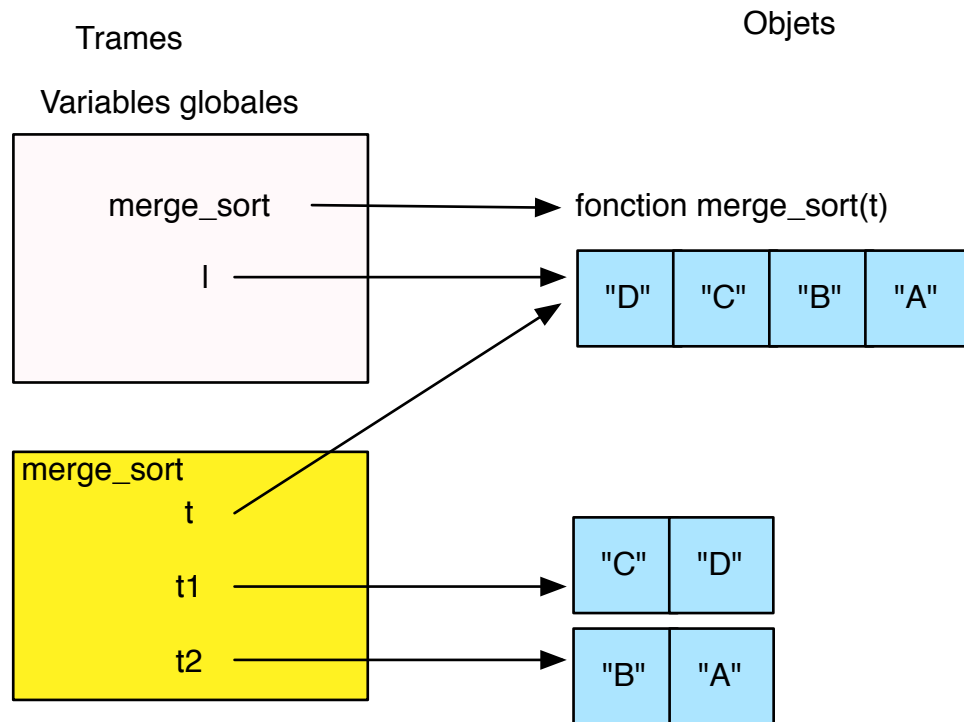 Trames
Objets
Variables globales
merge_sort
fonction merge_sort(t)
l
"D" "C" "B" "A"
merge_sort
t
t1
"C" "D"
t2
"B" "A"